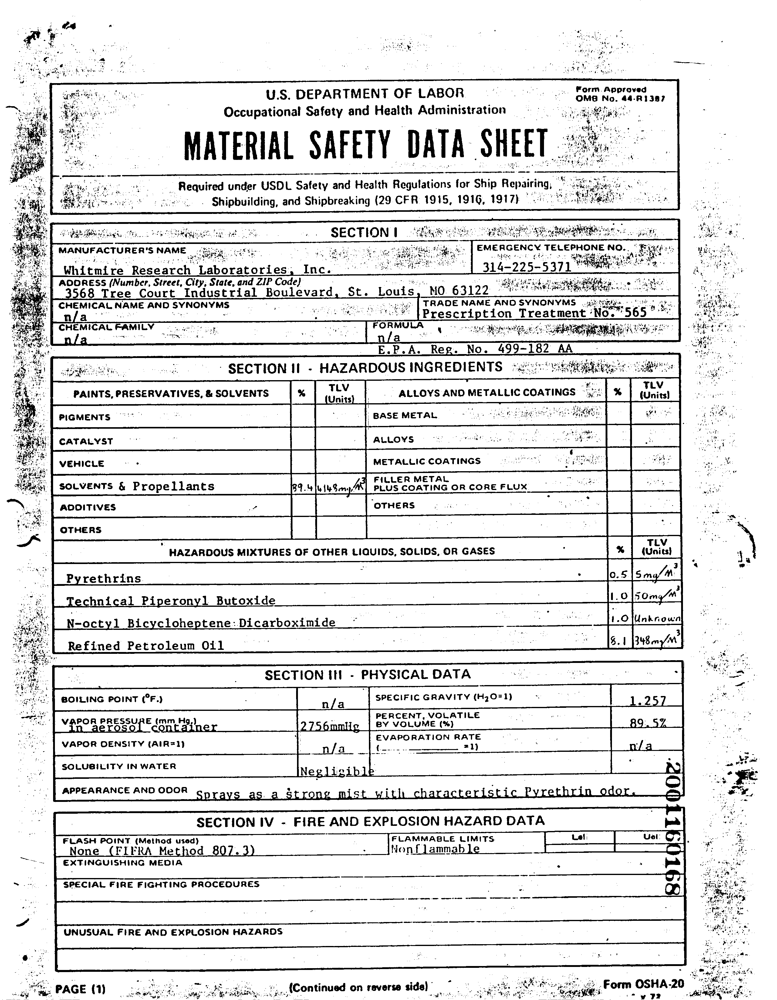 U.S. DEPARTMENT OF LABOR
Occupational Safety and Health Administration
Form Approved
OMB No. 44-R1387
MATERIAL SAFETY DATA SHEET
Required under USDL Safety and Health Regulations for Ship Repairing,
Shipbuilding, and Shipbreaking (29 CFR 1915, 1916, 1917)
SECTION I
MANUFACTURER'S NAME
Whitmire Research Laboratories, Inc.
EMERGENCY TELEPHONE NO.
314-225-5371
ADDRESS (Number, Street, City, State, and ZIP Code)
3568 Tree Court Industrial Boulevard, St. Louis, MO 63122
CHEMICAL NAME AND SYNONYMS
n/a
TRADE NAME AND SYNONYMS
Prescription Treatment No. 565
CHEMICAL FAMILY
n/a
FORMULA
n/a
E.P.A. Reg. No. 499-182 AA
SECTION II - HAZARDOUS INGREDIENTS
PAINTS, PRESERVATIVES, & SOLVENTS % TLV (Units) ALLOYS AND METALLIC COATINGS % TLV (Units)
PIGMENTS BASE METAL
CATALYST ALLOYS
VEHICLE METALLIC COATINGS
SOLVENTS & Propellants 89.4 4148mg/M3 FILLER METAL PLUS COATING OR CORE FLUX
ADDITIVES OTHERS
OTHERS
HAZARDOUS MIXTURES OF OTHER LIQUIDS, SOLIDS, OR GASES % TLV (Units)
Pyrethrins 0.5 5mg/M3
Technical Piperonyl Butoxide 1.0 50mg/M3
N-octyl Bicycloheptene Dicarboximide 1.0 Unknown
Refined Petroleum Oil 8.1 348mg/M3
SECTION III - PHYSICAL DATA
BOILING POINT (°F.) n/a SPECIFIC GRAVITY (H2O=1) 1.257
VAPOR PRESSURE (mm Hg.) in aerosol container 2756mmHg PERCENT, VOLATILE BY VOLUME (%) 89.5%
VAPOR DENSITY (AIR=1) n/a EVAPORATION RATE (______ =1) n/a
SOLUBILITY IN WATER Negligible
APPEARANCE AND ODOR Sprays as a strong mist with characteristic Pyrethrin odor.
SECTION IV - FIRE AND EXPLOSION HAZARD DATA
FLASH POINT (Method used)
None (FIFRA Method 807.3)
FLAMMABLE LIMITS
Nonflammable
Lel Uel
EXTINGUISHING MEDIA
SPECIAL FIRE FIGHTING PROCEDURES
UNUSUAL FIRE AND EXPLOSION HAZARDS
2001160168
PAGE (1)
(Continued on reverse side)
Form OSHA-20